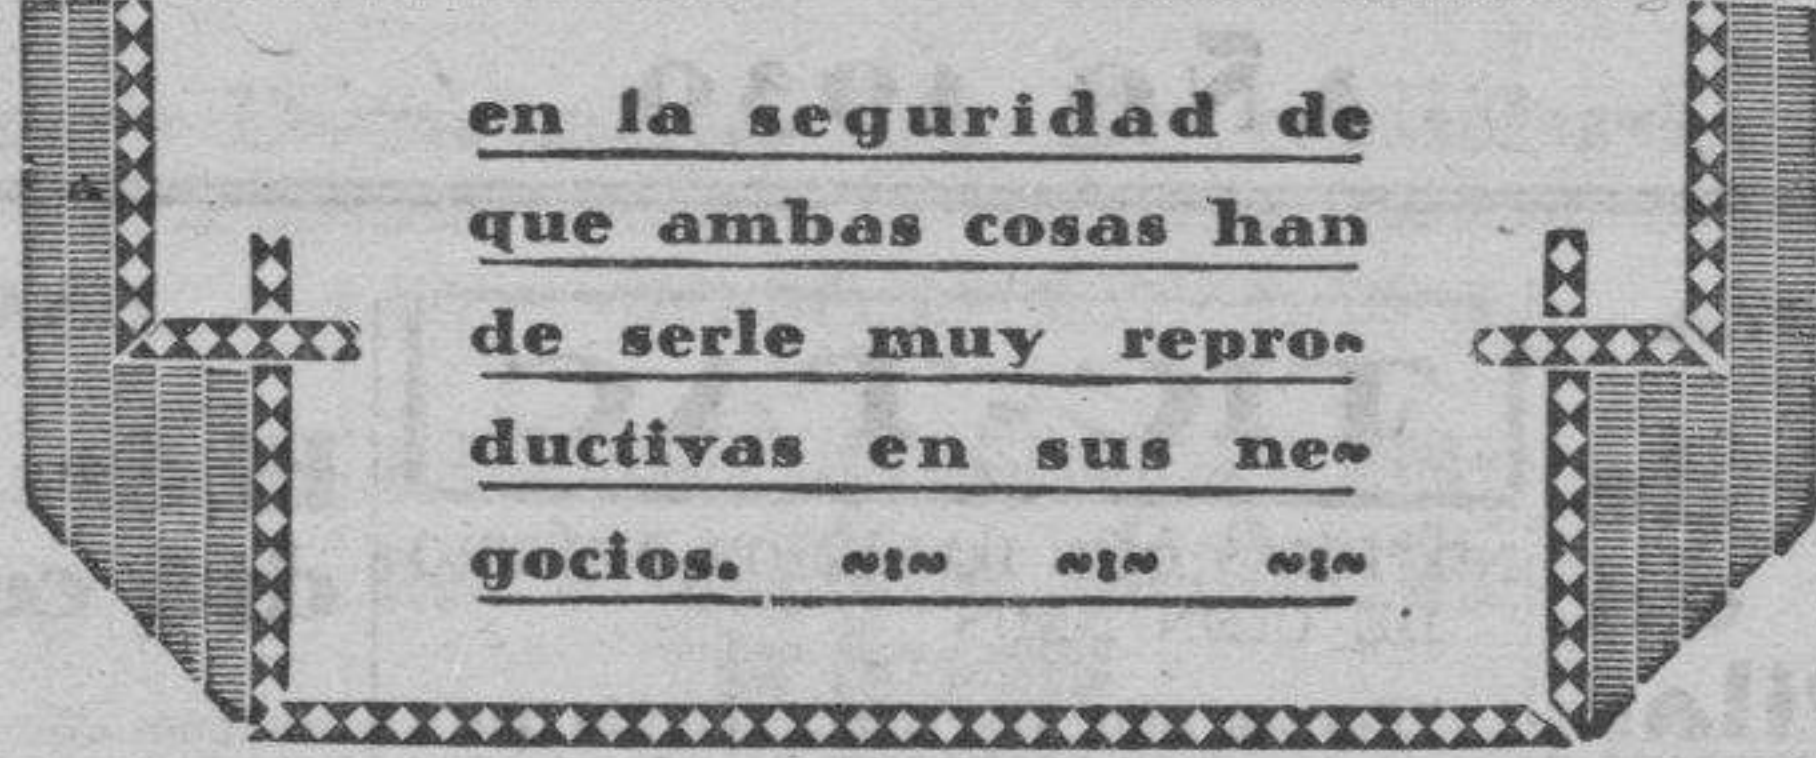 en la seguridad de
que ambas cosas han
de serle muy repro-
ductivas en sus ne-
gocios.